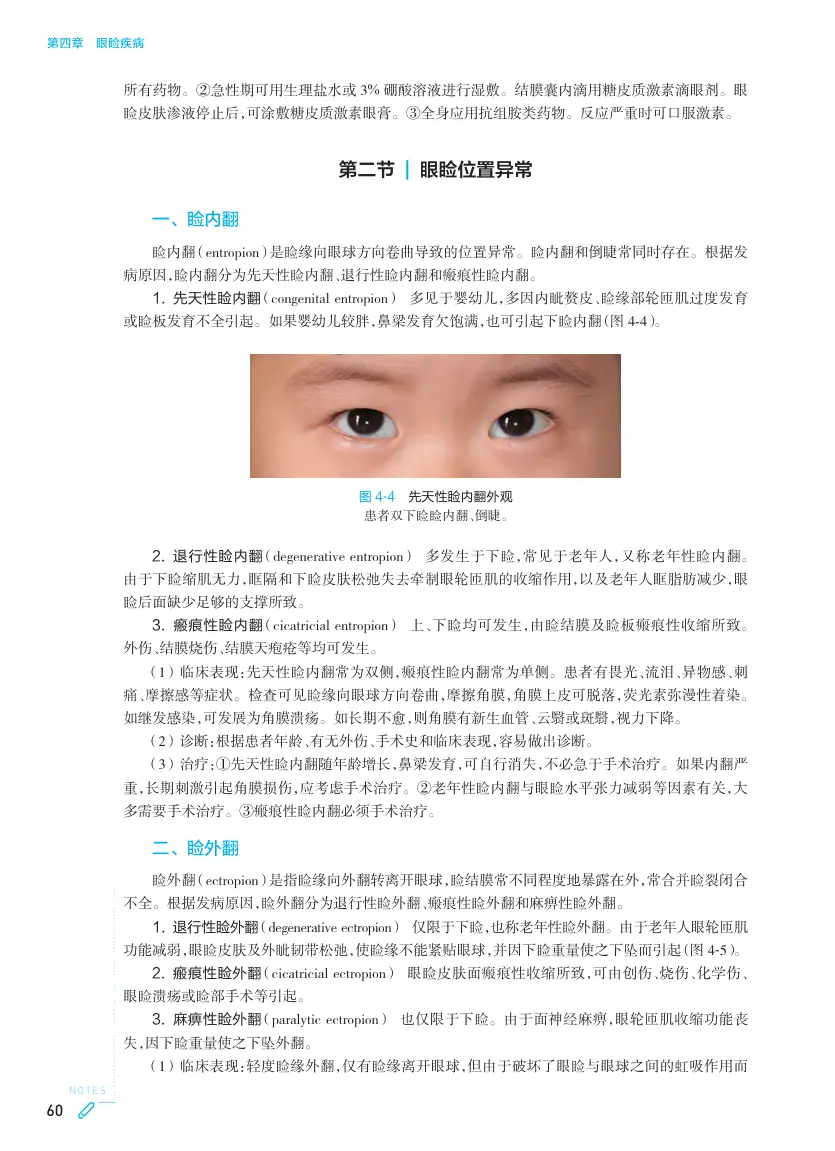 第四章 眼睑疾病
所有药物。②急性期可用生理盐水或 3% 硼酸溶液进行湿敷。结膜囊内滴用糖皮质激素滴眼剂。眼
睑皮肤渗液停止后,可涂敷糖皮质激素眼膏。③全身应用抗组胺类药物。反应严重时可口服激素。
第二节 | 眼睑位置异常
一、睑内翻
睑内翻(entropion)是睑缘向眼球方向卷曲导致的位置异常。睑内翻和倒睫常同时存在。根据发
病原因,睑内翻分为先天性睑内翻、退行性睑内翻和瘢痕性睑内翻。
1. 先天性睑内翻(congenital entropion) 多见于婴幼儿,多因内眦赘皮、睑缘部轮匝肌过度发育
或睑板发育不全引起。如果婴幼儿较胖,鼻梁发育欠饱满,也可引起下睑内翻(图 4-4)。
图 4-4 先天性睑内翻外观
患者双下睑睑内翻、倒睫。
2. 退行性睑内翻(degenerative entropion) 多发生于下睑,常见于老年人,又称老年性睑内翻。
由于下睑缩肌无力,眶隔和下睑皮肤松弛失去牵制眼轮匝肌的收缩作用,以及老年人眶脂肪减少,眼
睑后面缺少足够的支撑所致。
3. 瘢痕性睑内翻(cicatricial entropion) 上、下睑均可发生,由睑结膜及睑板瘢痕性收缩所致。
外伤、结膜烧伤、结膜天疱疮等均可发生。
(1)临床表现:先天性睑内翻常为双侧,瘢痕性睑内翻常为单侧。患者有畏光、流泪、异物感、刺
痛、摩擦感等症状。检查可见睑缘向眼球方向卷曲,摩擦角膜,角膜上皮可脱落,荧光素弥漫性着染。
如继发感染,可发展为角膜溃疡。如长期不愈,则角膜有新生血管、云翳或斑翳,视力下降。
(2)诊断:根据患者年龄、有无外伤、手术史和临床表现,容易做出诊断。
(3)治疗:①先天性睑内翻随年龄增长,鼻梁发育,可自行消失,不必急于手术治疗。如果内翻严
重,长期刺激引起角膜损伤,应考虑手术治疗。②老年性睑内翻与眼睑水平张力减弱等因素有关,大
多需要手术治疗。③瘢痕性睑内翻必须手术治疗。
二、睑外翻
睑外翻(ectropion)是指睑缘向外翻转离开眼球,睑结膜常不同程度地暴露在外,常合并睑裂闭合
不全。根据发病原因,睑外翻分为退行性睑外翻、瘢痕性睑外翻和麻痹性睑外翻。
1. 退行性睑外翻(degenerative ectropion) 仅限于下睑,也称老年性睑外翻。由于老年人眼轮匝肌
功能减弱,眼睑皮肤及外眦韧带松弛,使睑缘不能紧贴眼球,并因下睑重量使之下坠而引起(图 4-5)。
2. 瘢痕性睑外翻(cicatricial ectropion) 眼睑皮肤面瘢痕性收缩所致,可由创伤、烧伤、化学伤、
眼睑溃疡或睑部手术等引起。
3. 麻痹性睑外翻(paralytic ectropion) 也仅限于下睑。由于面神经麻痹,眼轮匝肌收缩功能丧
失,因下睑重量使之下坠外翻。
(1)临床表现:轻度睑缘外翻,仅有睑缘离开眼球,但由于破坏了眼睑与眼球之间的虹吸作用而
NOTES
60